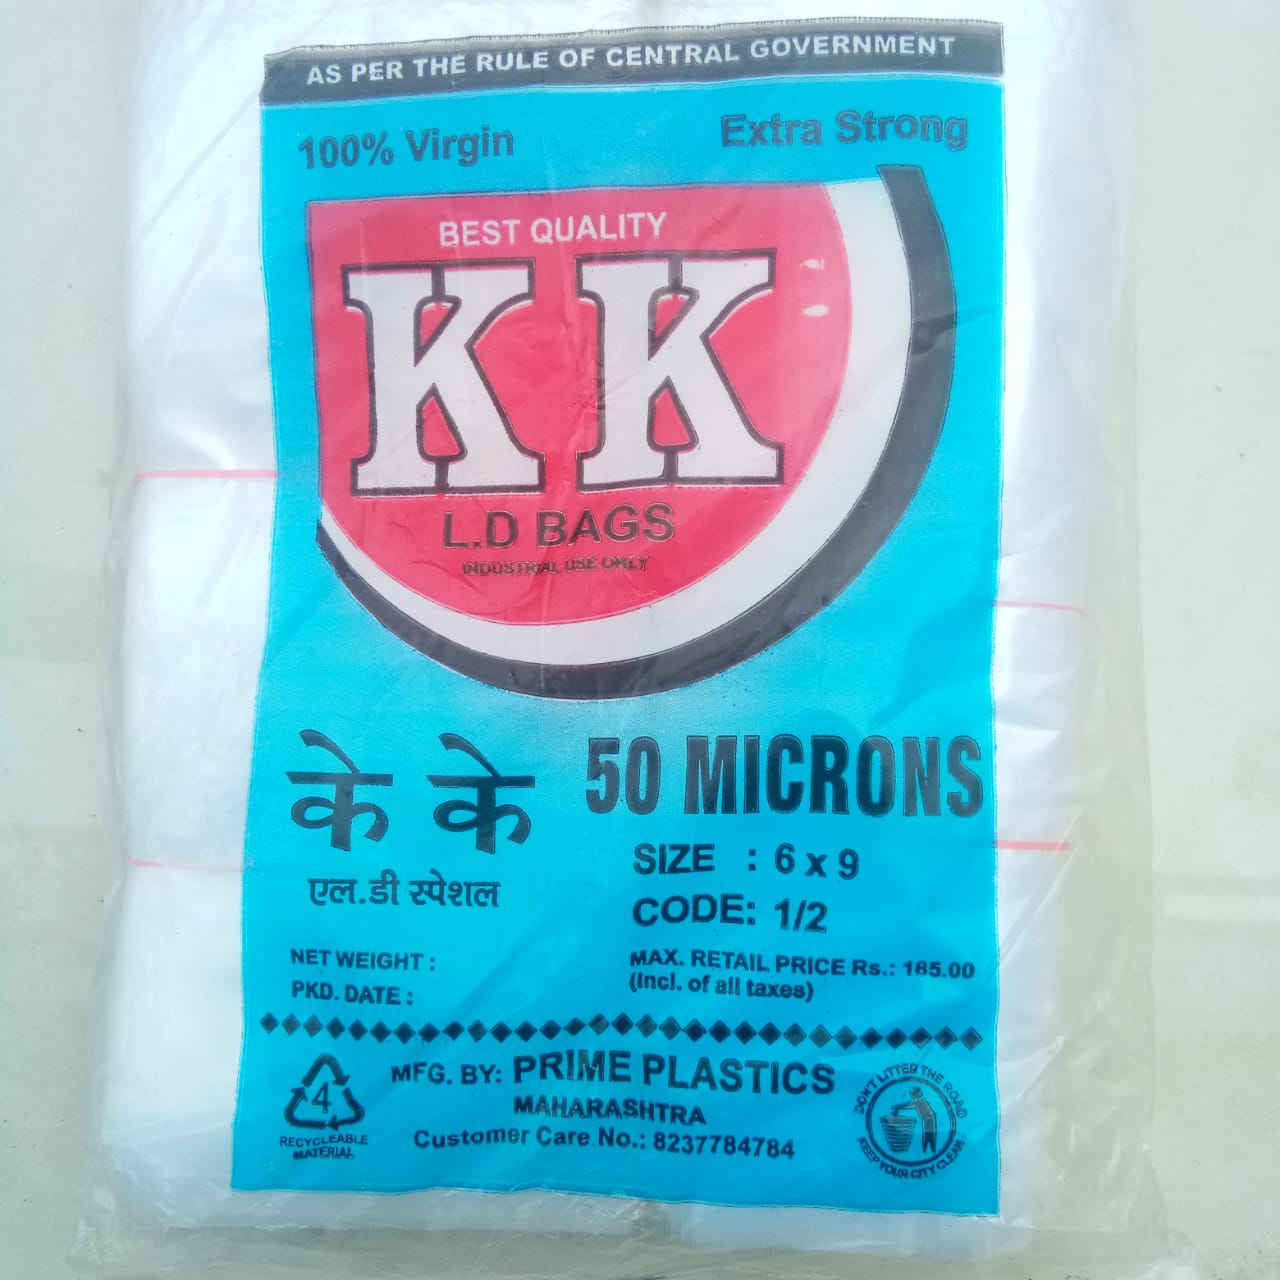 AS PER THE RULE OF CENTRAL GOVERNMENT
100% Virgin
Extra Strong
BEST QUALITY
KK
L.D BAGS
INDUSTRIAL USE ONLY
के के
एल.डी स्पेशल
50 MICRONS
SIZE : 6 x 9
CODE: 1/2
NET WEIGHT :
PKD. DATE :
MAX. RETAIL PRICE Rs.: 185.00
(Incl. of all taxes)
4
RECYCLEABLE
MATERIAL
MFG. BY: PRIME PLASTICS
MAHARASHTRA
Customer Care No.: 8237784784
DON'T LITTER THE ROAD
KEEP YOUR CITY CLEAN